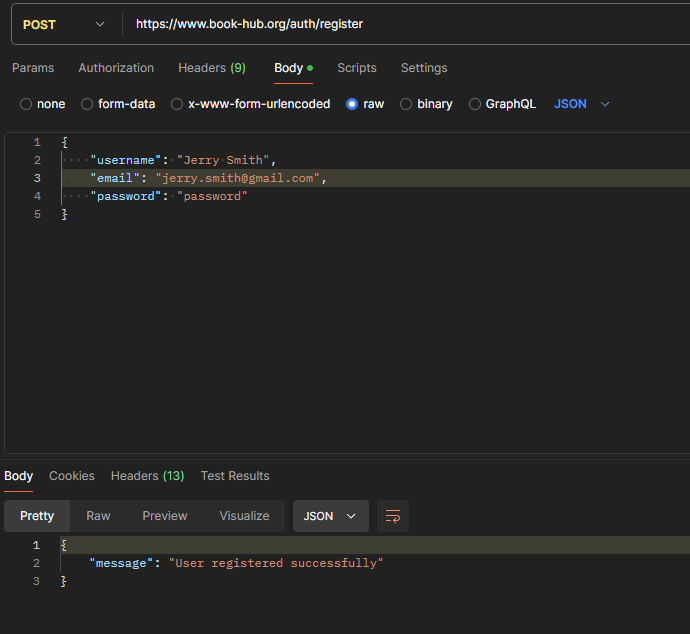 POST https://www.book-hub.org/auth/register
Params Authorization Headers (9) Body Scripts Settings
none form-data x-www-form-urlencoded raw binary GraphQL JSON
1 {
2 "username": "Jerry Smith",
3 "email": "jerry.smith@gmail.com",
4 "password": "password"
5 }
Body Cookies Headers (13) Test Results
Pretty Raw Preview Visualize JSON
1 {
2 "message": "User registered successfully"
3 }